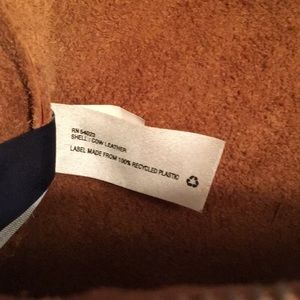 RN 54023
SHELL : COW LEATHER
LABEL MADE FROM 100% RECYCLED PLASTIC